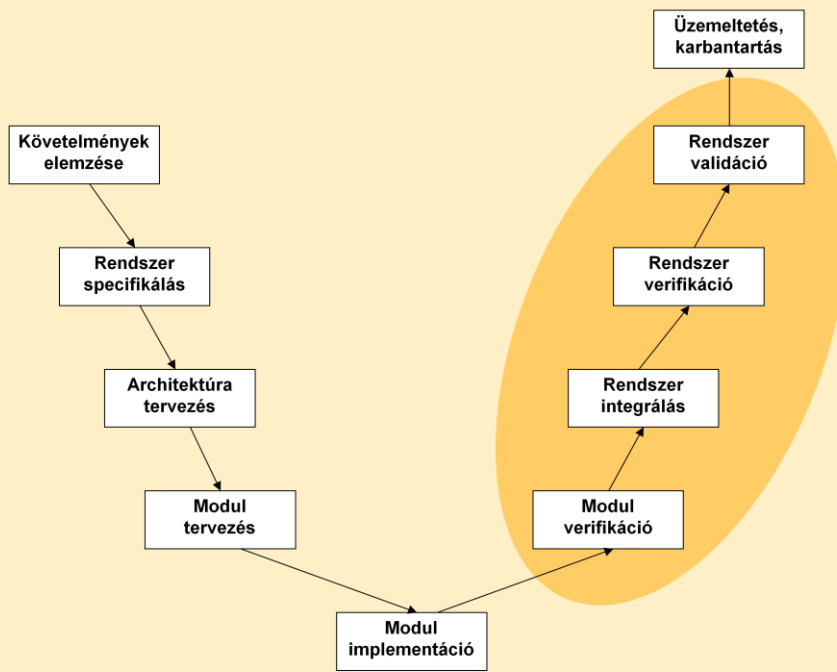 Üzemeltetés,
karbantartás
Követelmények
elemzése
Rendszer
validáció
Rendszer
specifikálás
Rendszer
verifikáció
Architektúra
tervezés
Rendszer
integrálás
Modul
tervezés
Modul
verifikáció
Modul
implementáció